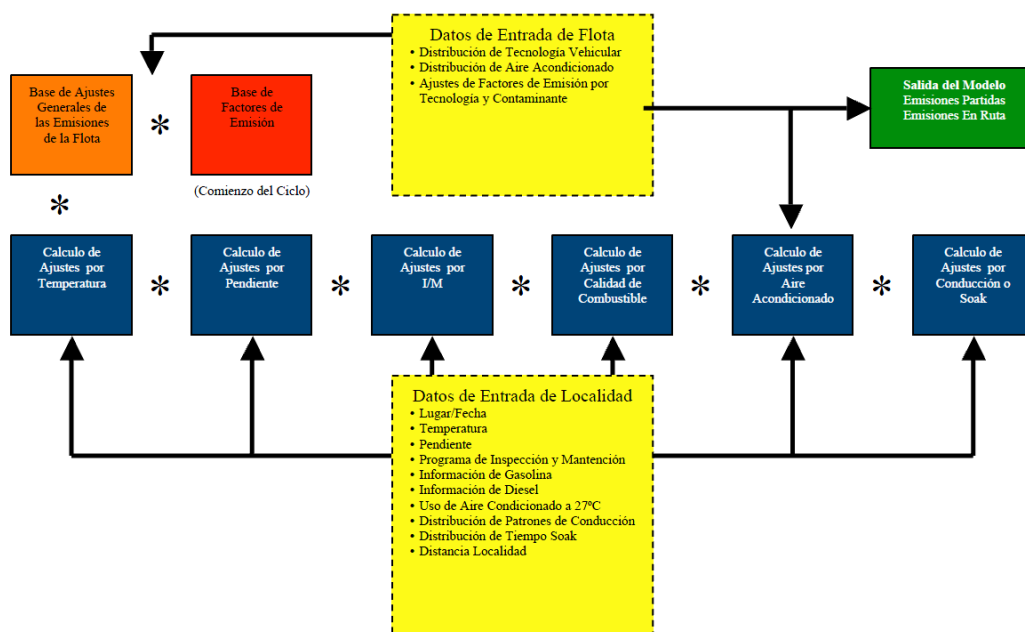 Datos de Entrada de Flota
• Distribución de Tecnología Vehicular
• Distribución de Aire Acondicionado
• Ajustes de Factores de Emisión por
Tecnología y Contaminante
Base de Ajustes
Generales de
las Emisiones
de la Flota
*
Base de
Factores de
Emisión
(Comienzo del Ciclo)
Salida del Modelo
Emisiones Partidas
Emisiones En Ruta
*
Calculo de
Ajustes por
Temperatura
*
Calculo de
Ajustes por
Pendiente
*
Calculo de
Ajustes por
I/M
*
Calculo de
Ajustes por
Calidad de
Combustible
*
Calculo de
Ajustes por
Aire
Acondicionado
*
Calculo de
Ajustes por
Conducción o
Soak
Datos de Entrada de Localidad
• Lugar/Fecha
• Temperatura
• Pendiente
• Programa de Inspección y Mantención
• Información de Gasolina
• Información de Diesel
• Uso de Aire Condicionado a 27ºC
• Distribución de Patrones de Conducción
• Distribución de Tiempo Soak
• Distancia Localidad